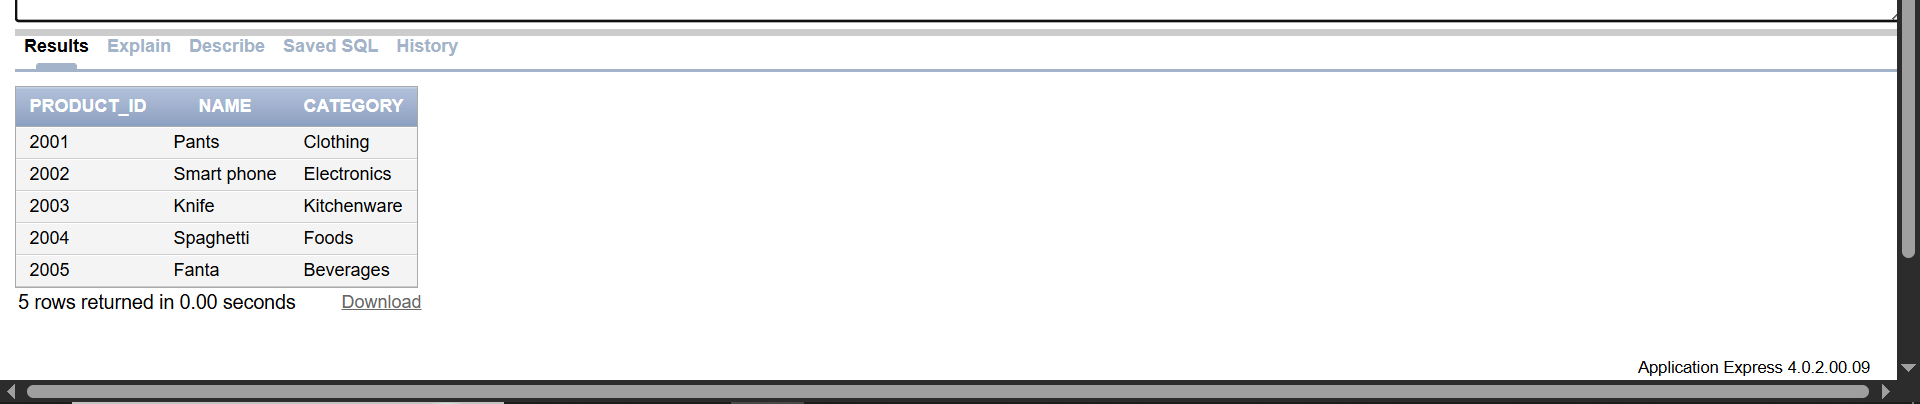 Results Explain Describe Saved SQL History
PRODUCT_ID NAME CATEGORY
2001 Pants Clothing
2002 Smart phone Electronics
2003 Knife Kitchenware
2004 Spaghetti Foods
2005 Fanta Beverages
5 rows returned in 0.00 seconds Download
Application Express 4.0.2.00.09